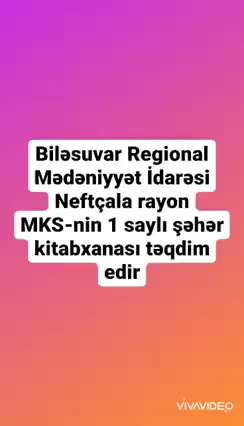 Biləsuvar Regional
Mədəniyyət İdarəsi
Neftçala rayon
MKS-nin 1 saylı şəhər
kitabxanası təqdim
edir
VIVAVIDEO